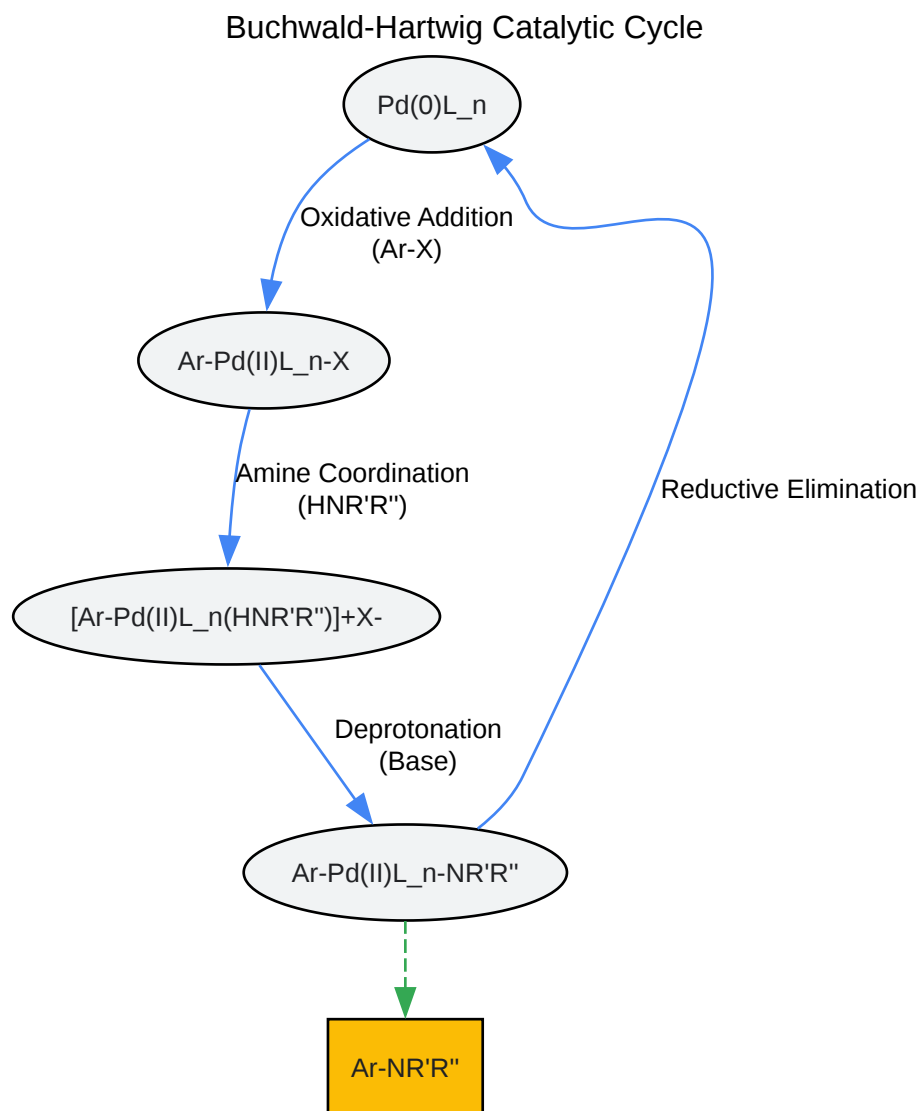 Buchwald-Hartwig Catalytic Cycle
Pd(0)L_n
Oxidative Addition
(Ar-X)
Ar-Pd(II)L_n-X
Amine Coordination
(HNR'R")
Reductive Elimination
[Ar-Pd(II)L_n(HNR'R")]+X-
Deprotonation
(Base)
Ar-Pd(II)L_n-NR'R"
Ar-NR'R"